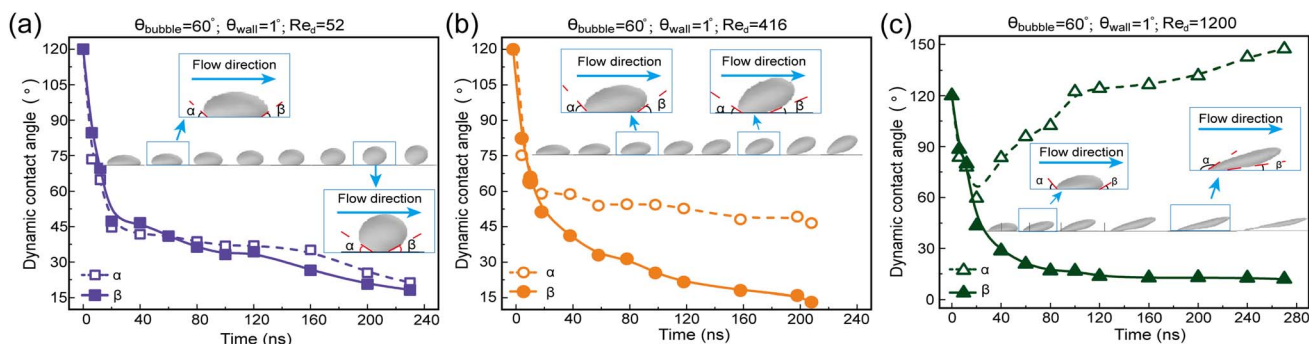 (a)
θbubble=60°; θwall=1°; Red=52
Dynamic contact angle (°)
120
105
90
75
60
45
30
15
Flow direction
α
β
Flow direction
α
β
α
β
0
40
80
120
160
200
240
Time (ns)
(b)
θbubble=60°; θwall=1°; Red=416
Dynamic contact angle (°)
120
105
90
75
60
45
30
15
Flow direction
α
β
Flow direction
α
β
α
β
0
40
80
120
160
200
240
Time (ns)
(c)
θbubble=60°; θwall=1°; Red=1200
Dynamic contact angle (°)
150
120
90
60
30
0
Flow direction
α
β
Flow direction
α
β
α
β
0
40
80
120
160
200
240
280
Time (ns)